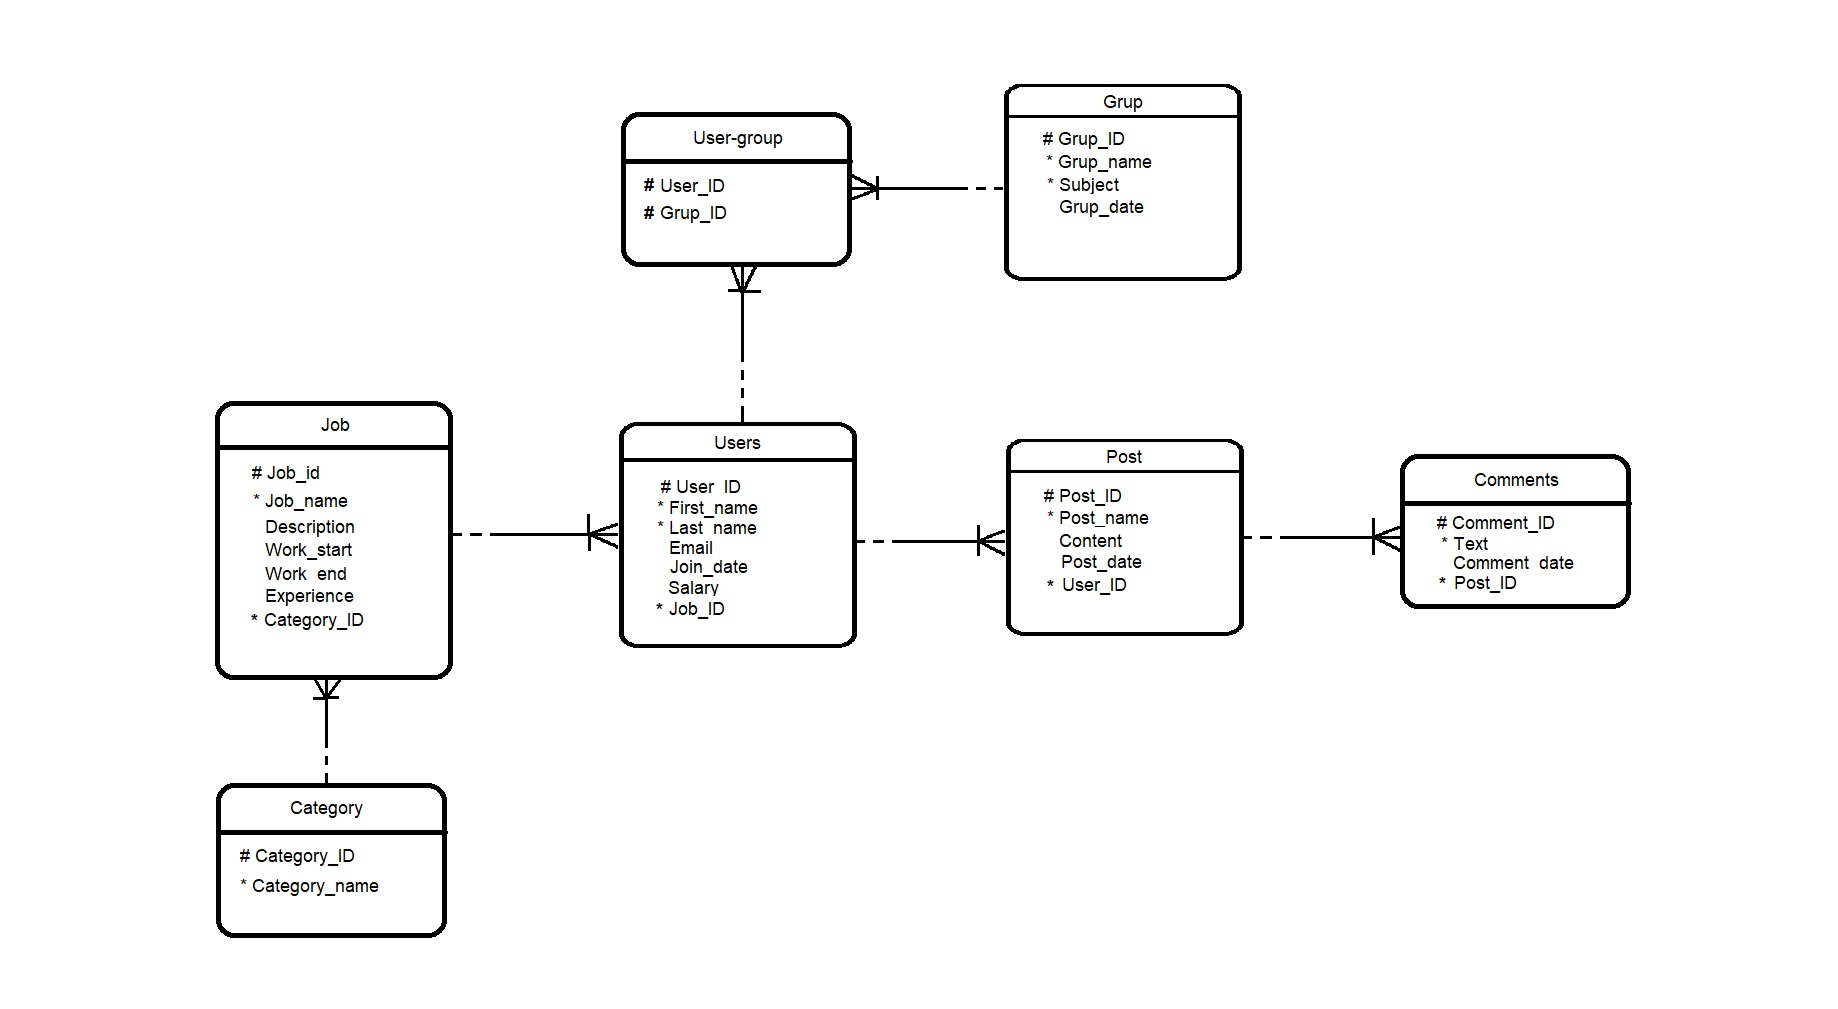 Grup
# Grup_ID
* Grup_name
* Subject
Grup_date
User-group
# User_ID
# Grup_ID
Job
# Job_id
* Job_name
Description
Work_start
Work_end
Experience
* Category_ID
Users
# User_ID
* First_name
* Last_name
Email
Join_date
Salary
* Job_ID
Post
# Post_ID
* Post_name
Content
Post_date
* User_ID
Comments
# Comment_ID
* Text
Comment_date
* Post_ID
Category
# Category_ID
* Category_name